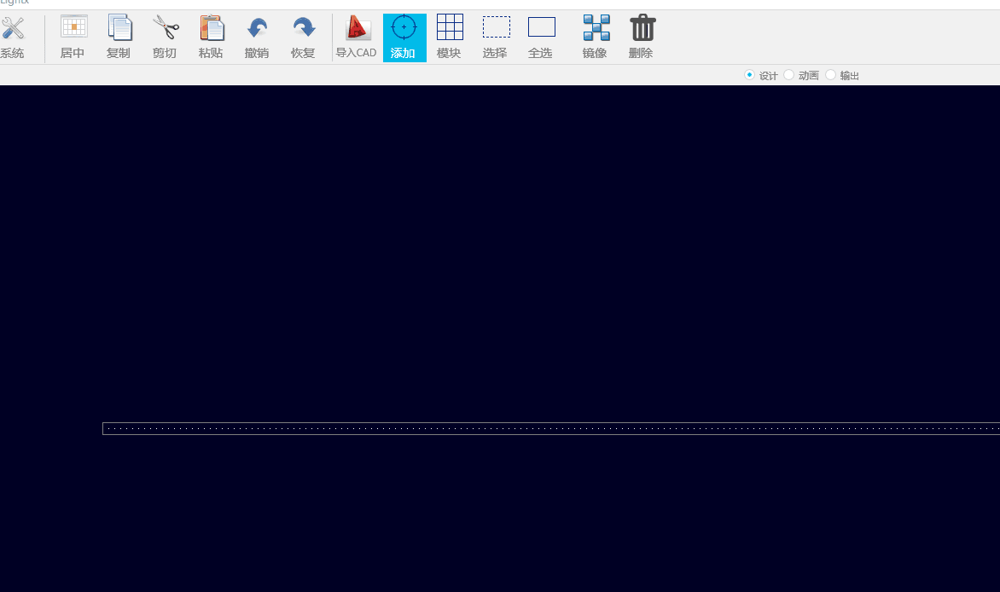 系统 居中 复制 剪切 粘贴 撤销 恢复 导入CAD 添加 模块 选择 全选 镜像 删除
设计 动画 输出